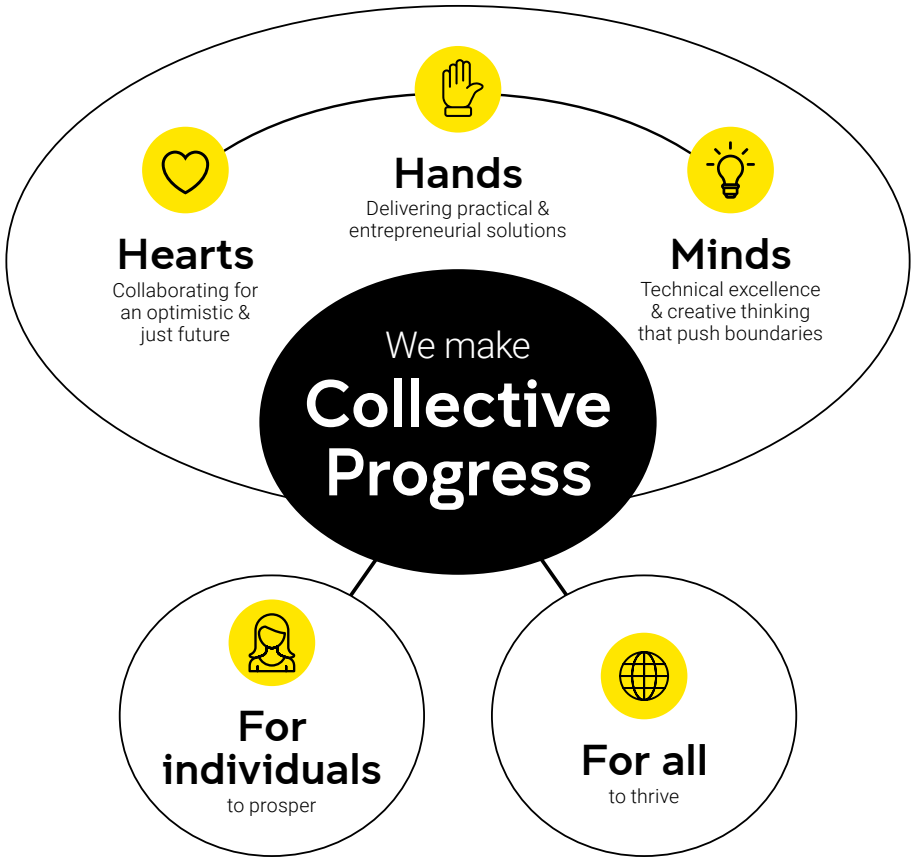 Hands
Delivering practical &
entrepreneurial solutions
Hearts
Collaborating for
an optimistic &
just future
Minds
Technical excellence
& creative thinking
that push boundaries
We make
Collective
Progress
For
individuals
to prosper
For all
to thrive